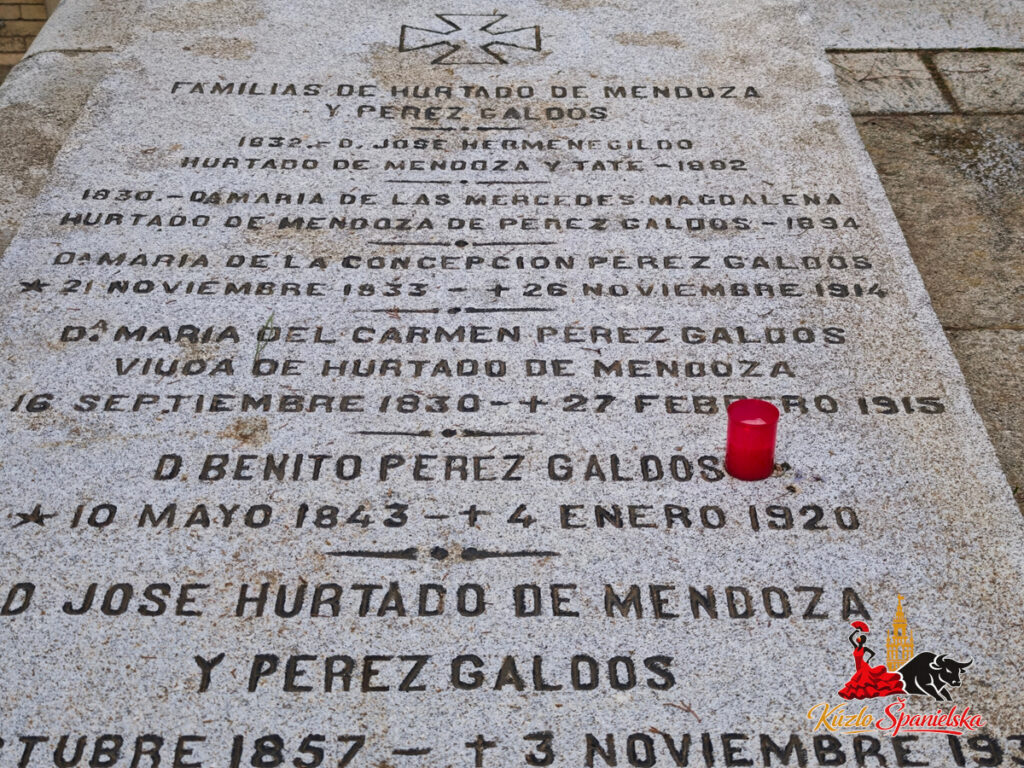 FAMILIAS DE HURTADO DE MENDOZA
Y PEREZ GALDOS
1832.-D. JOSE HERMENEGILDO
HURTADO DE MENDOZA Y TATE-1892
1830.-Dª MARIA DE LAS MERCEDES MAGDALENA
HURTADO DE MENDOZA DE PEREZ GALDOS-1894
Dª MARIA DE LA CONCEPCION PEREZ GALDOS
★ 21 NOVIEMBRE 1833 - ✝ 26 NOVIEMBRE 1914
Dª MARIA DEL CARMEN PEREZ GALDOS
VIUDA DE HURTADO DE MENDOZA
16 SEPTIEMBRE 1830-✝ 27 FEBRERO 1915
D. BENITO PEREZ GALDOS
★ 10 MAYO 1843-✝ 4 ENERO 1920
D JOSE HURTADO DE MENDOZA
Y PEREZ GALDOS
CTUBRE 1857 - ✝ 3 NOVIEMBRE 193
Kúzlo Španielska